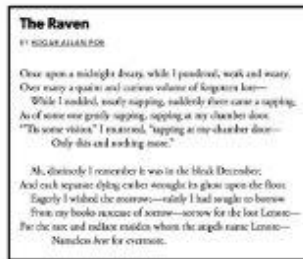 The Raven
BY EDGAR ALLAN POE
Once upon a midnight dreary, while I pondered, weak and weary,
Over many a quaint and curious volume of forgotten lore—
While I nodded, nearly napping, suddenly there came a tapping,
As of some one gently rapping, rapping at my chamber door.
"'Tis some visitor," I muttered, "tapping at my chamber door—
Only this and nothing more."
Ah, distinctly I remember it was in the bleak December;
And each separate dying ember wrought its ghost upon the floor.
Eagerly I wished the morrow;—vainly I had sought to borrow
From my books surcease of sorrow—sorrow for the lost Lenore—
For the rare and radiant maiden whom the angels name Lenore—
Nameless here for evermore.